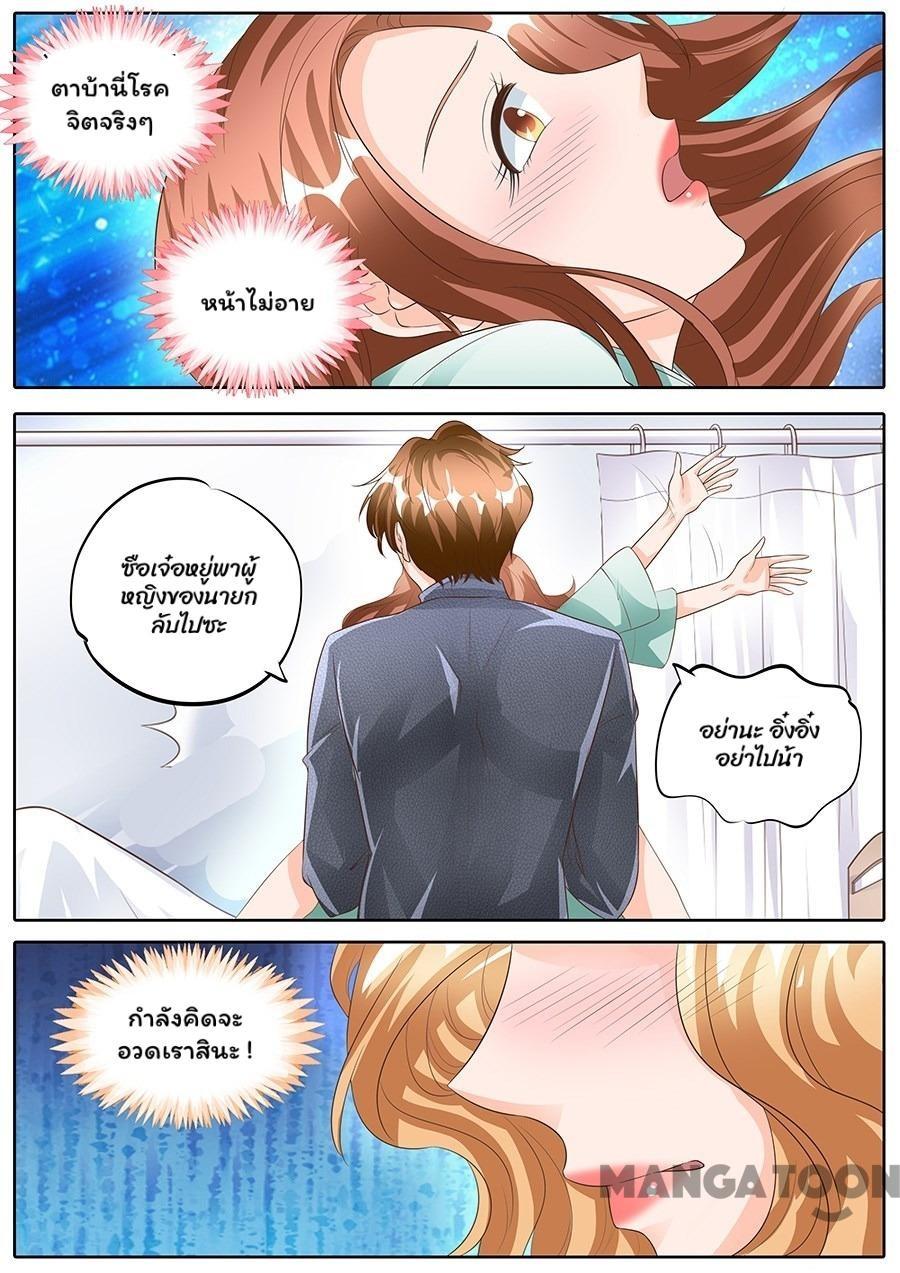 ตาบ้านี่โรค
จิตจริงๆ
หน้าไม่อาย
ซือเจ๋อหยู่พาผู้
หญิงของนายก
ลับไปซะ
อย่านะ อิ๋งอิ๋ง
อย่าไปน้า
กำลังคิดจะ
อวดเราสินะ !
MANGATOON